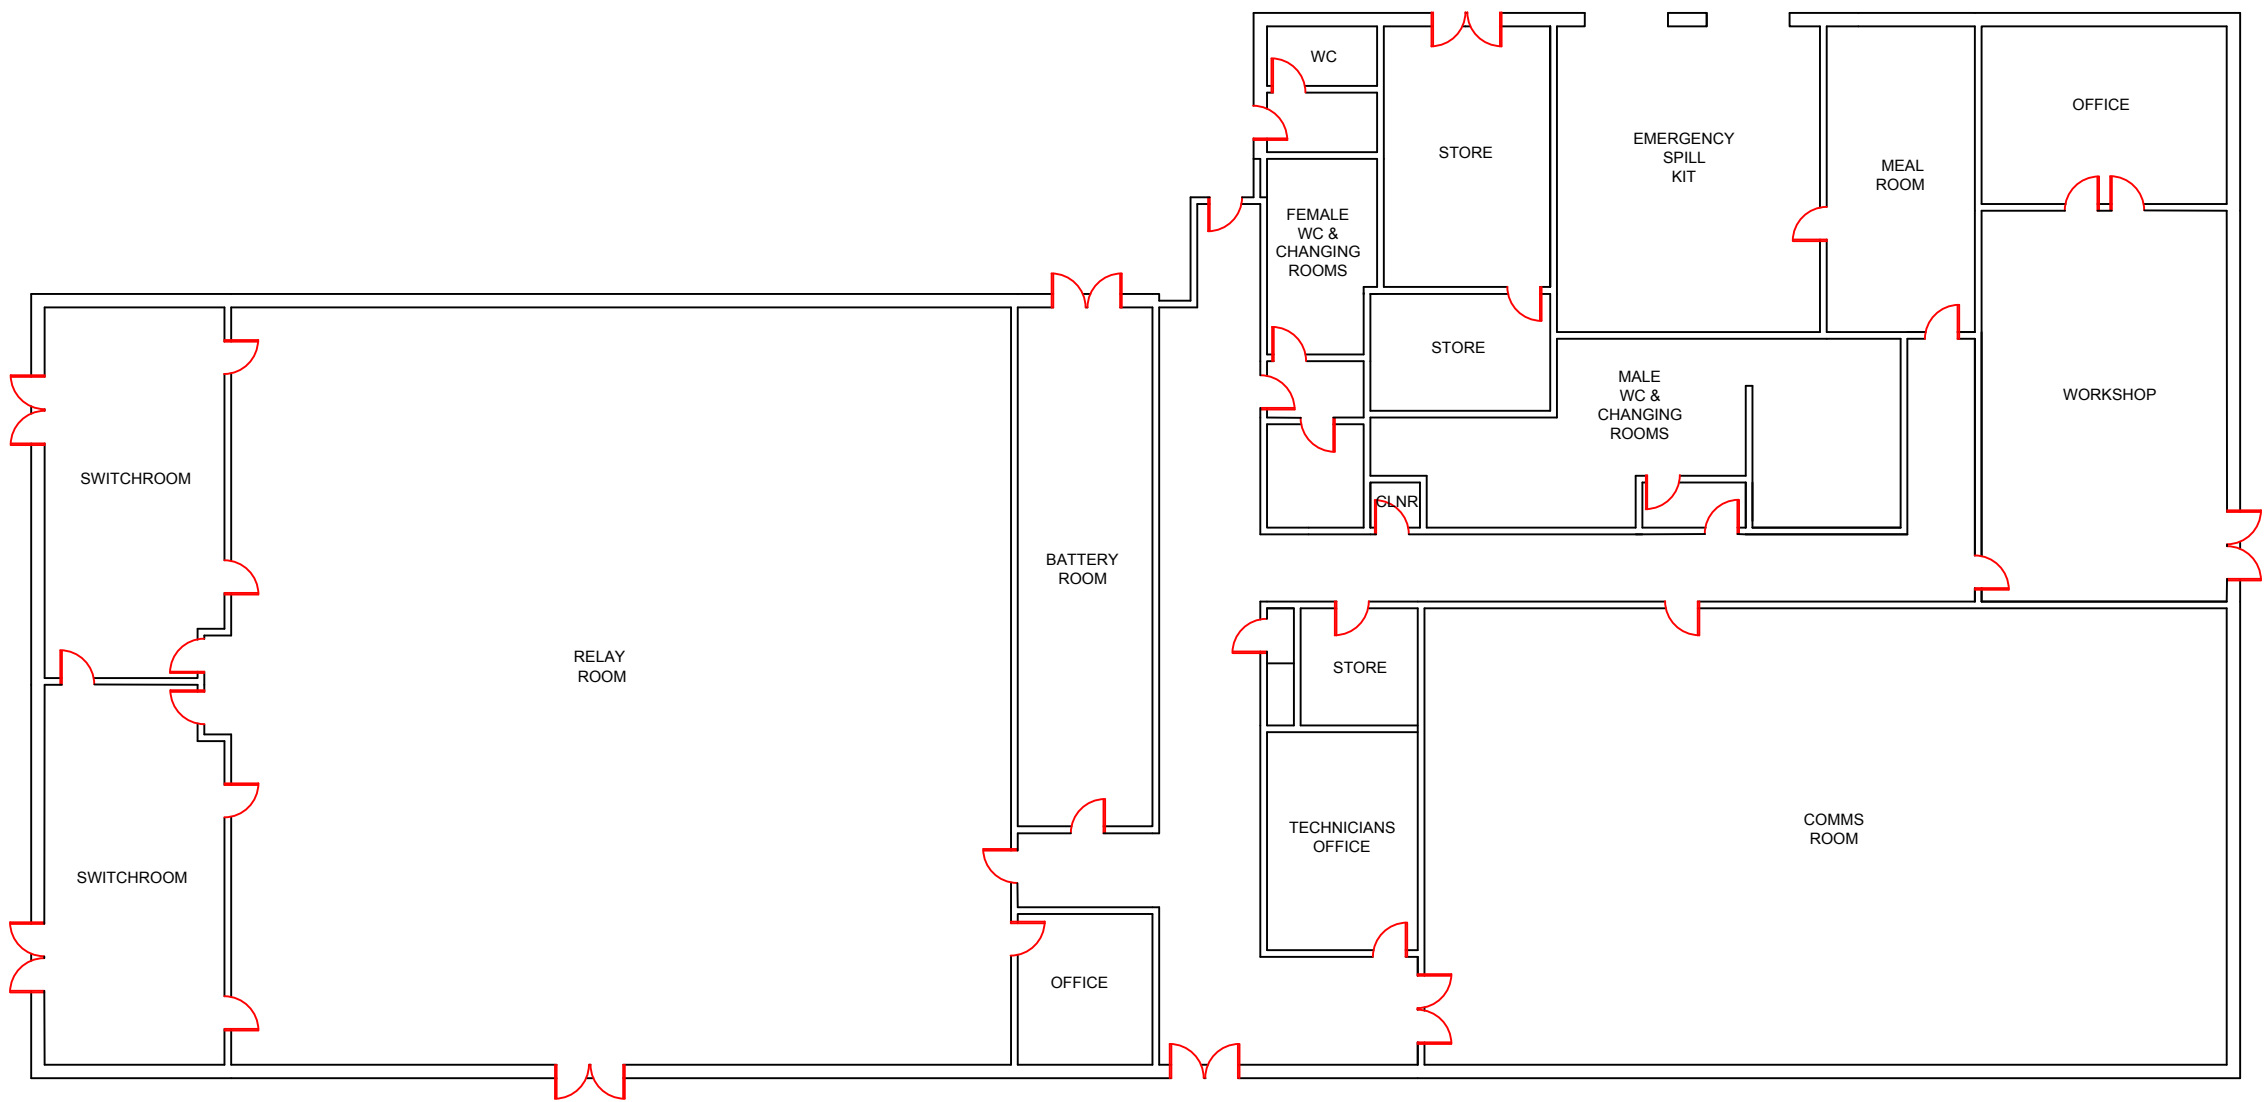 WC
OFFICE
STORE
EMERGENCY
SPILL
KIT
MEAL
ROOM
FEMALE
WC &
CHANGING
ROOMS
STORE
MALE
WC &
CHANGING
ROOMS
WORKSHOP
SWITCHROOM
CLNR
BATTERY
ROOM
RELAY
ROOM
STORE
TECHNICIANS
OFFICE
COMMS
ROOM
SWITCHROOM
OFFICE